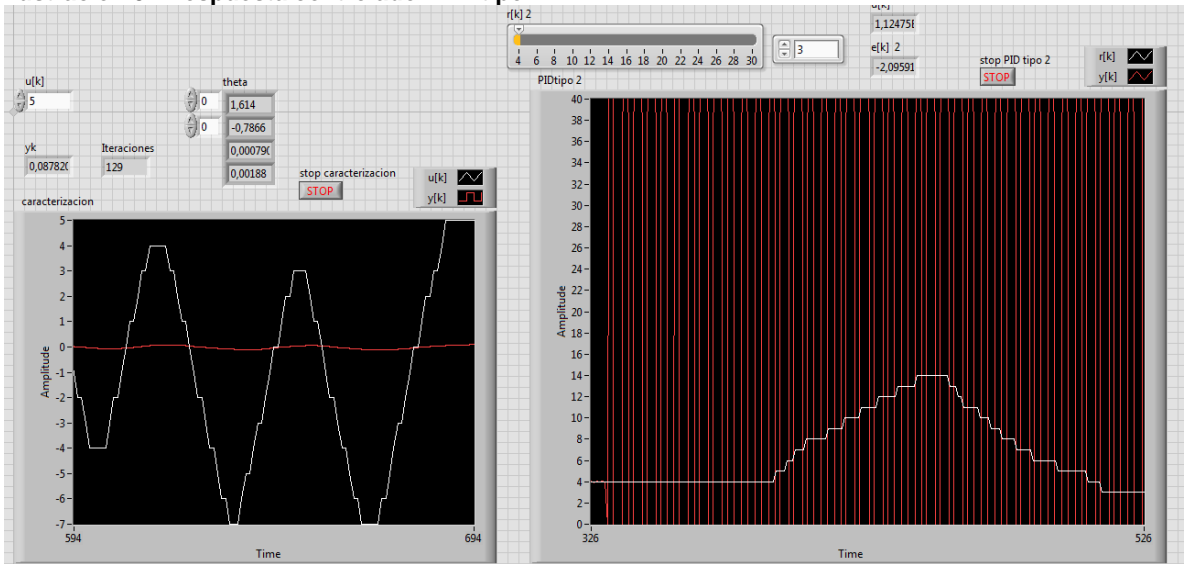 r[k] 2
4 6 8 10 12 14 16 18 20 22 24 26 28 30
3
u[k]
1,12475
e[k] 2
-2,09591
stop PID tipo 2
STOP
r[k]
y[k]
u[k]
5
theta
0
1,614
0
-0,7866
0,00079
0,00188
yk
0,08782
Iteraciones
129
stop caracterizacion
STOP
u[k]
y[k]
caracterizacion
5
4
3
2
1
0
-1
-2
-3
-4
-5
-6
-7
Amplitude
594
694
Time
PIDtipo 2
40
38
36
34
32
30
28
26
24
22
20
18
16
14
12
10
8
6
4
2
0
Amplitude
326
526
Time